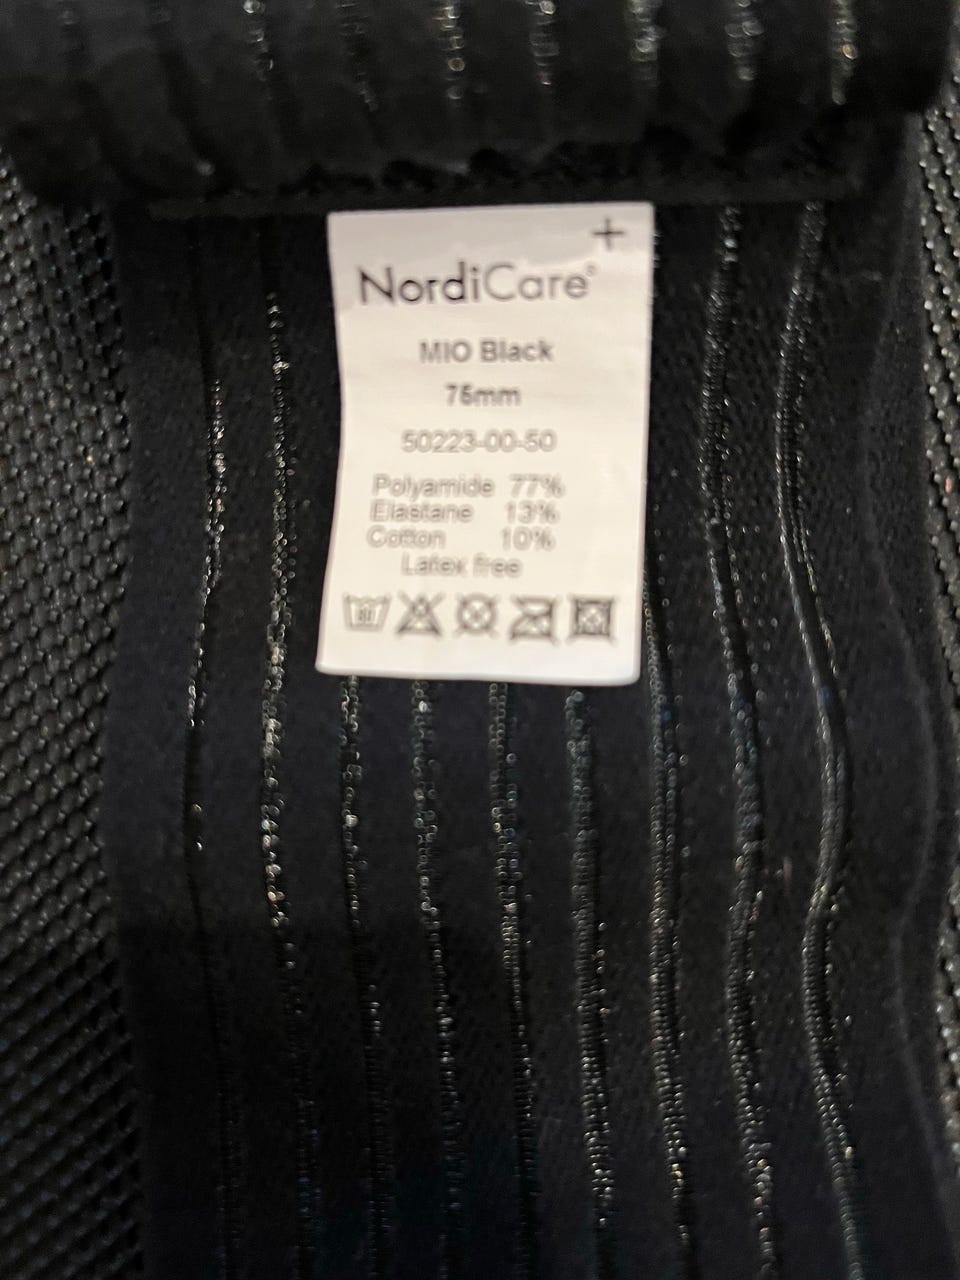 NordiCare®
MIO Black
75mm
50223-00-50
Polyamide 77%
Elastane 13%
Cotton 10%
Latex free